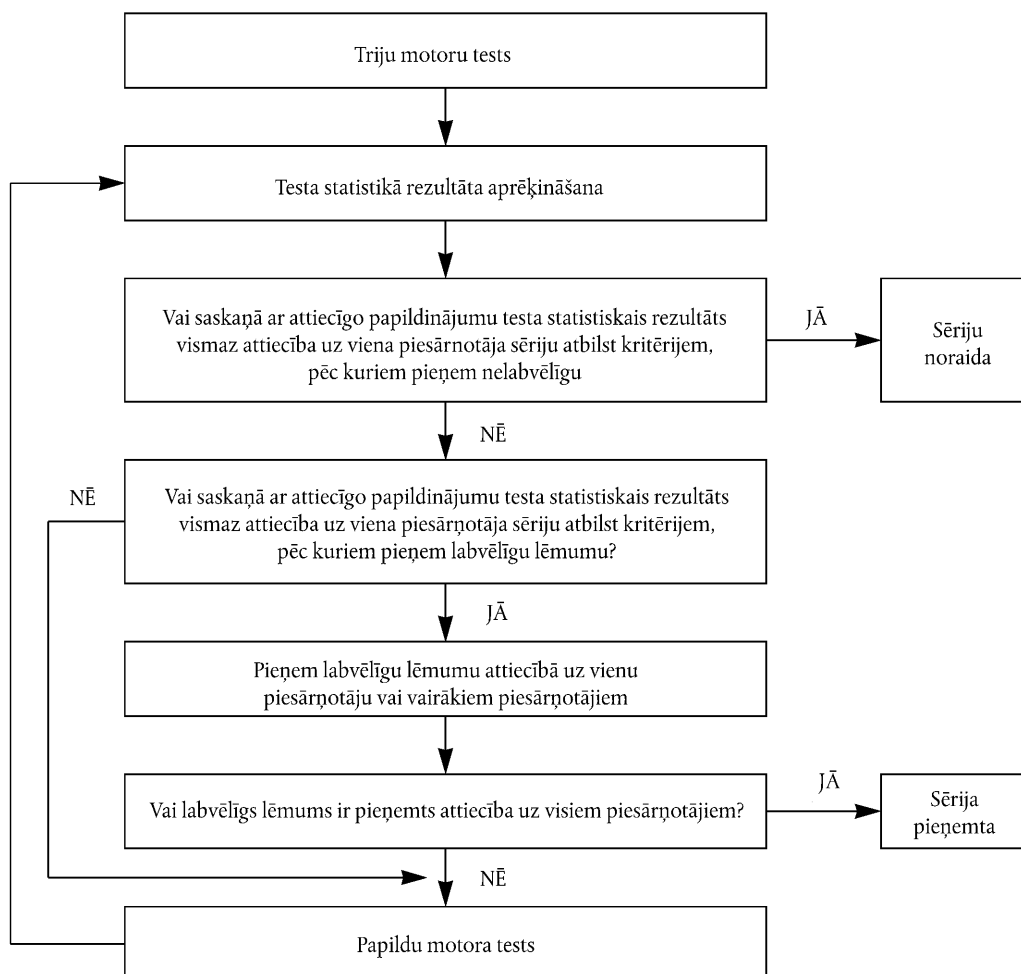 Triju motoru tests
Testa statistikā rezultāta aprēķināšana
Vai saskaņā ar attiecīgo papildinājumu testa statistiskais rezultāts
vismaz attiecība uz viena piesārnotāja sēriju atbilst kritērijem,
pēc kuriem pieņem nelabvēlīgu
JĀ
Sēriju
noraida
NĒ
NĒ
Vai saskaņā ar attiecīgo papildinājumu testa statistiskais rezultāts
vismaz attiecība uz viena piesārņotāja sēriju atbilst kritērijem,
pēc kuriem pieņem labvēlīgu lēmumu?
JĀ
Pieņem labvēlīgu lēmumu attiecībā uz vienu
piesārņotāju vai vairākiem piesārņotājiem
Vai labvēlīgs lēmums ir pieņemts attiecība uz visiem piesārņotājiem?
JĀ
Sērija
pieņemta
NĒ
Papildu motora tests